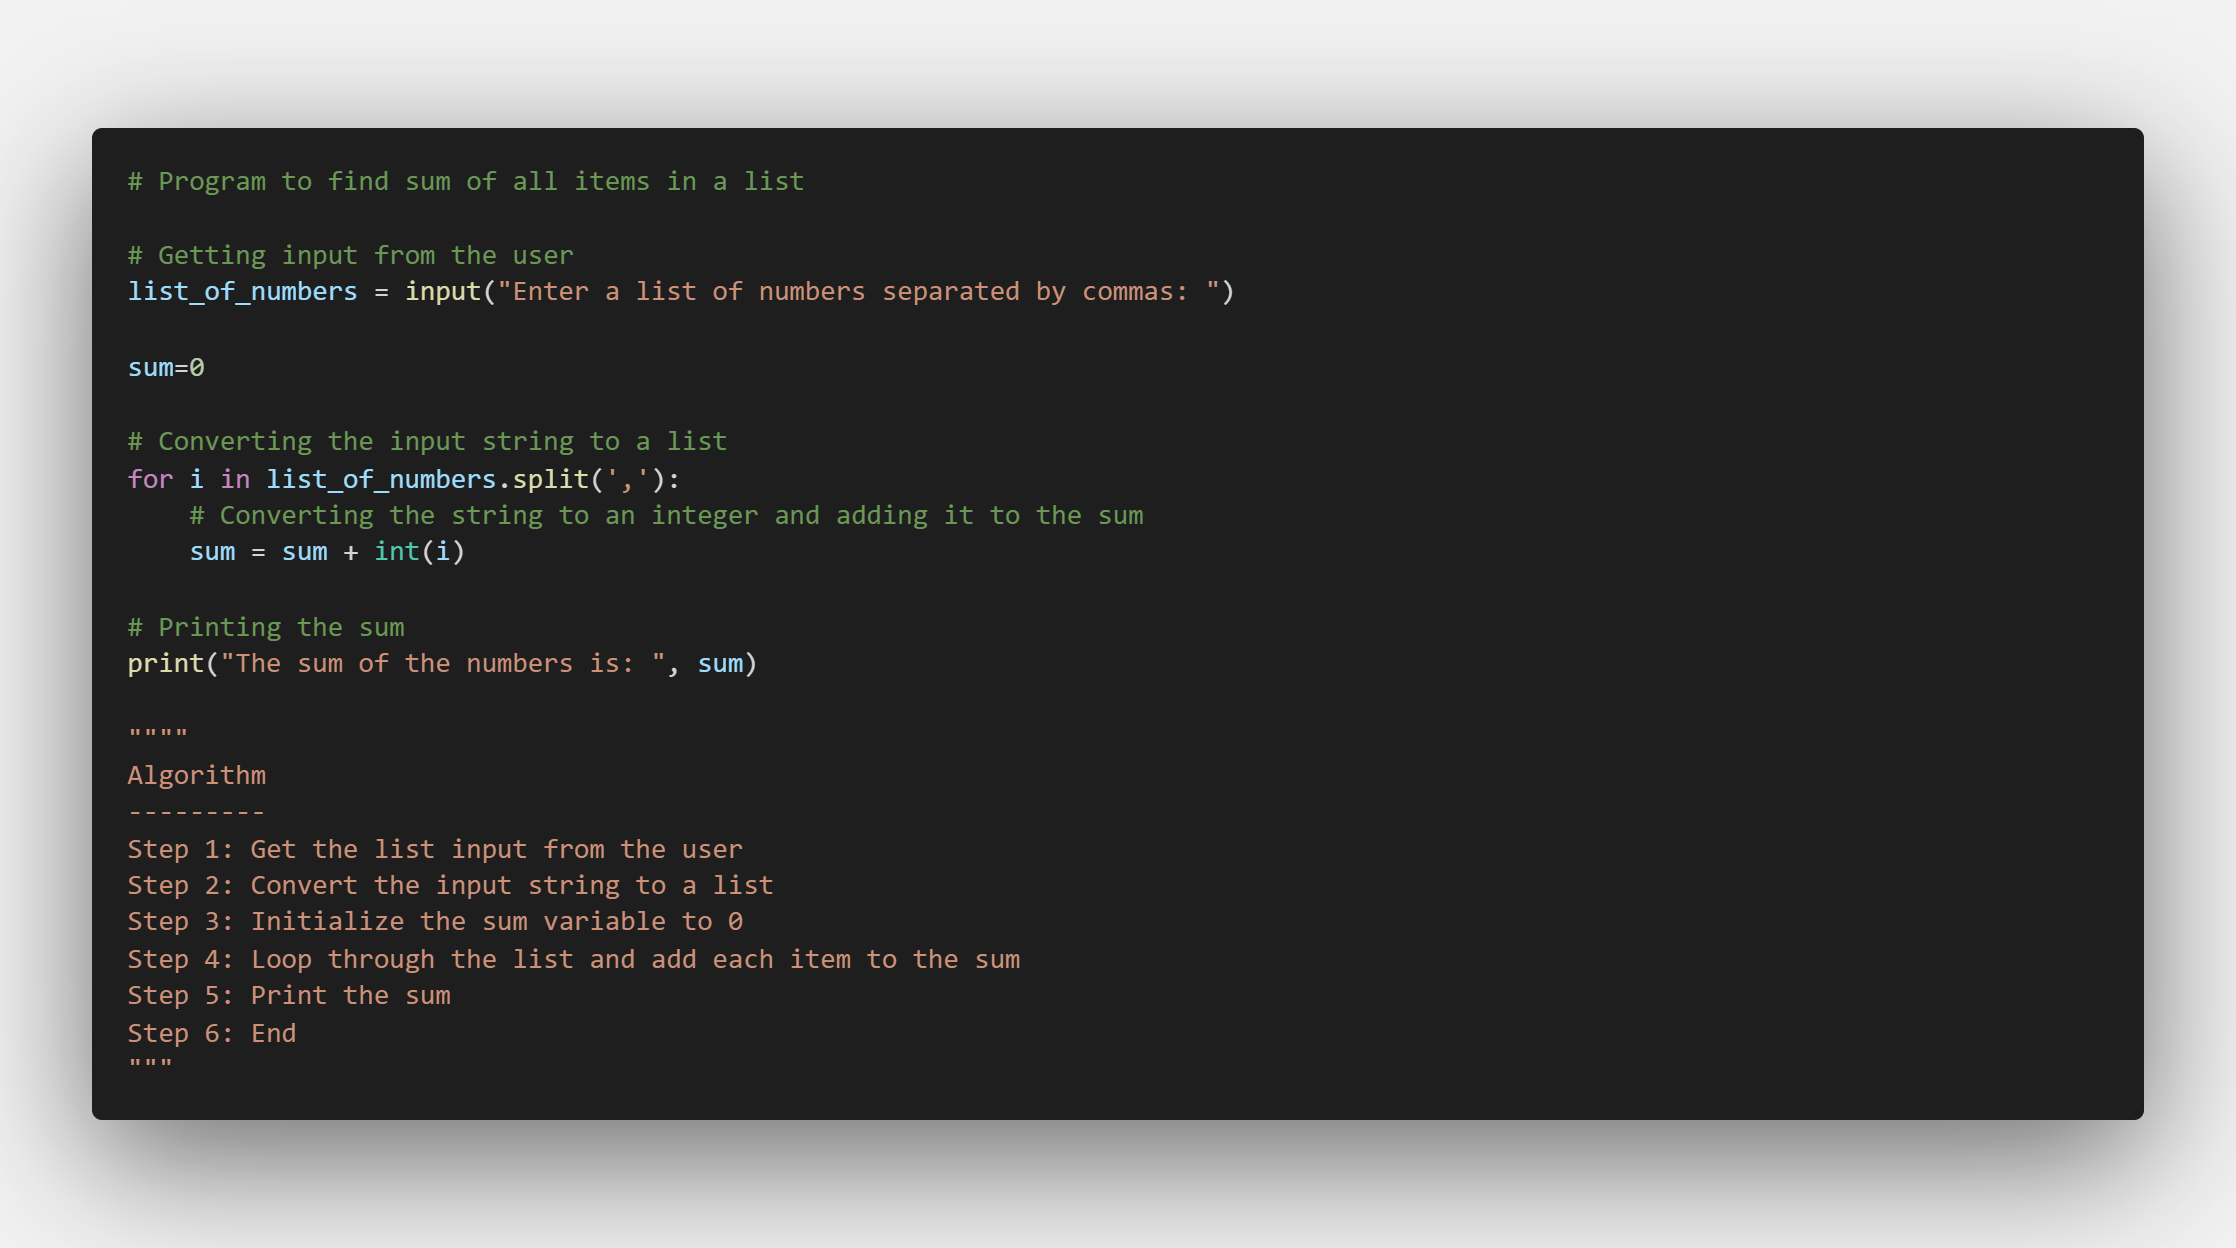 # Program to find sum of all items in a list
# Getting input from the user
list_of_numbers = input("Enter a list of numbers separated by commas: ")
sum=0
# Converting the input string to a list
for i in list_of_numbers.split(','):
    # Converting the string to an integer and adding it to the sum
    sum = sum + int(i)
# Printing the sum
print("The sum of the numbers is: ", sum)
""""
Algorithm
---------
Step 1: Get the list input from the user
Step 2: Convert the input string to a list
Step 3: Initialize the sum variable to 0
Step 4: Loop through the list and add each item to the sum
Step 5: Print the sum
Step 6: End
"""